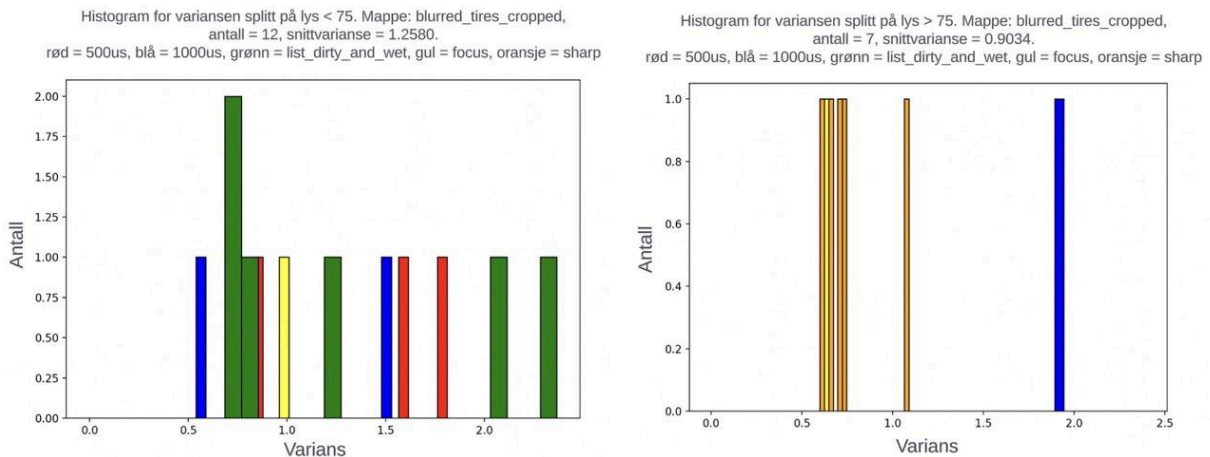 Histogram for variansen splitt på lys < 75. Mappe: blurred_tires_cropped,
antall = 12, snittvarianse = 1.2580.
rød = 500us, blå = 1000us, grønn = list_dirty_and_wet, gul = focus, oransje = sharp
2.00
1.75
1.50
1.25
1.00
0.75
0.50
0.25
0.00
Antall
0.0 0.5 1.0 1.5 2.0
Varians
Histogram for variansen splitt på lys > 75. Mappe: blurred_tires_cropped,
antall = 7, snittvarianse = 0.9034.
rød = 500us, blå = 1000us, grønn = list_dirty_and_wet, gul = focus, oransje = sharp
1.0
0.8
0.6
0.4
0.2
0.0
Antall
0.0 0.5 1.0 1.5 2.0 2.5
Varians